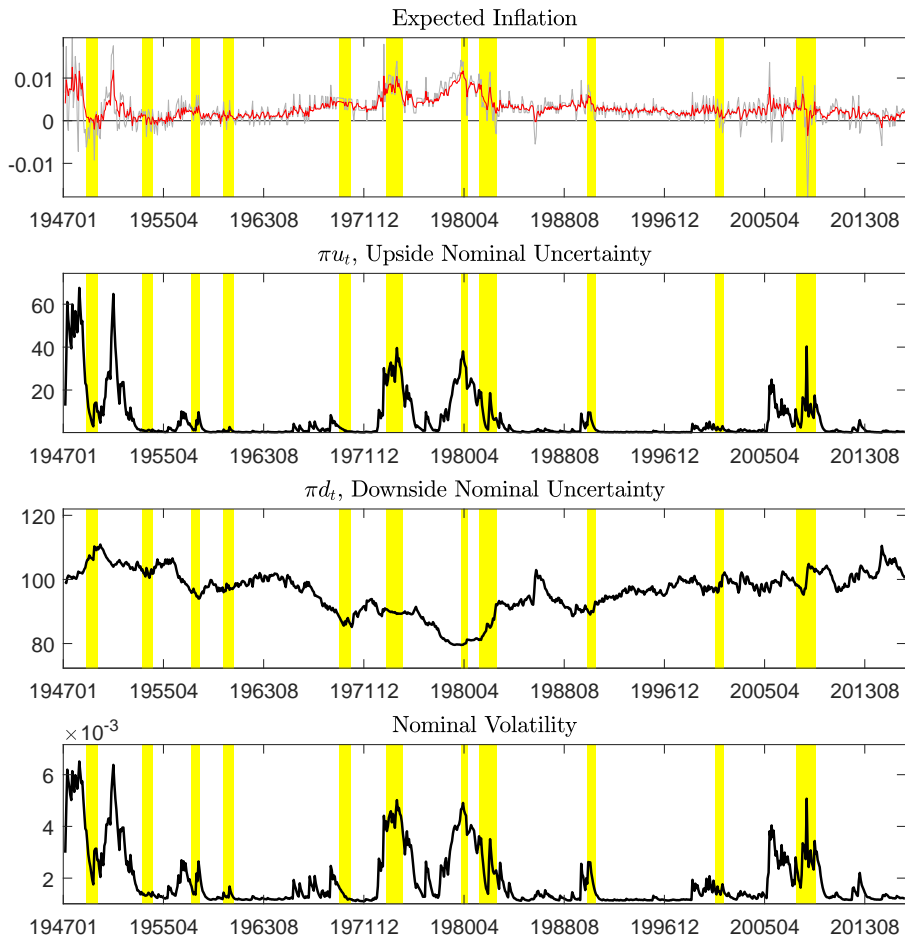 Expected Inflation
0.01
0
-0.01
194701 195504 196308 197112 198004 198808 199612 200504 201308
πu_t, Upside Nominal Uncertainty
60
40
20
194701 195504 196308 197112 198004 198808 199612 200504 201308
πd_t, Downside Nominal Uncertainty
120
100
80
194701 195504 196308 197112 198004 198808 199612 200504 201308
×10^-3 Nominal Volatility
6
4
2
194701 195504 196308 197112 198004 198808 199612 200504 201308